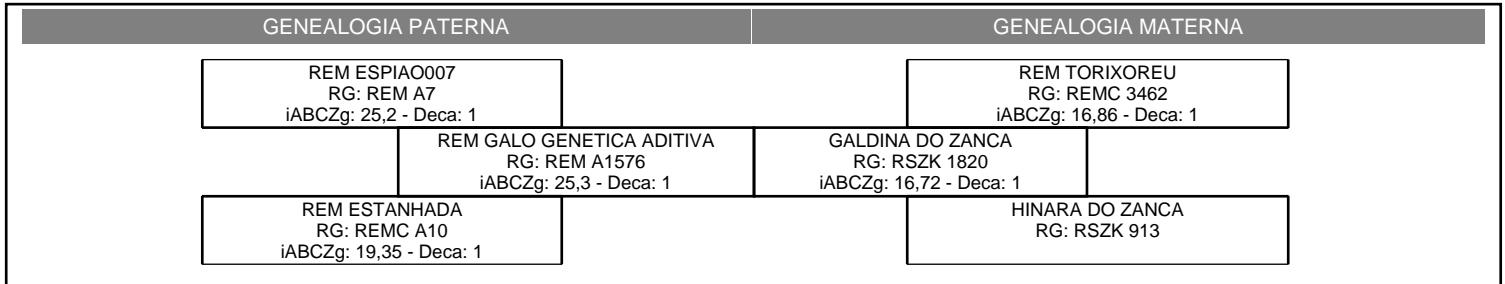 GENEALOGIA PATERNA
GENEALOGIA MATERNA
REM ESPIAO007
RG: REM A7
iABCZg: 25,2 - Deca: 1
REM GALO GENETICA ADITIVA
RG: REM A1576
iABCZg: 25,3 - Deca: 1
REM ESTANHADA
RG: REMC A10
iABCZg: 19,35 - Deca: 1
REM TORIXOREU
RG: REMC 3462
iABCZg: 16,86 - Deca: 1
GALDINA DO ZANCA
RG: RSZK 1820
iABCZg: 16,72 - Deca: 1
HINARA DO ZANCA
RG: RSZK 913